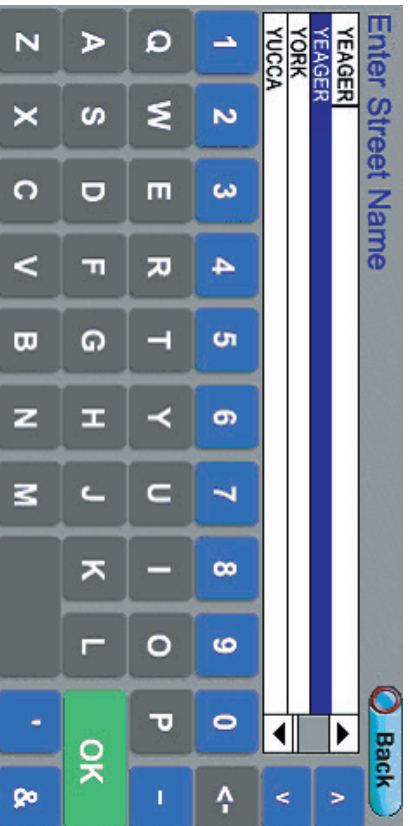 Enter Street Name Back
YEAGER
YEAGER
YORK
YUCCA
1 2 3 4 5 6 7 8 9 0 <-
Q W E R T Y U I O P -
A S D F G H J K L OK
Z X C V B N M ' &